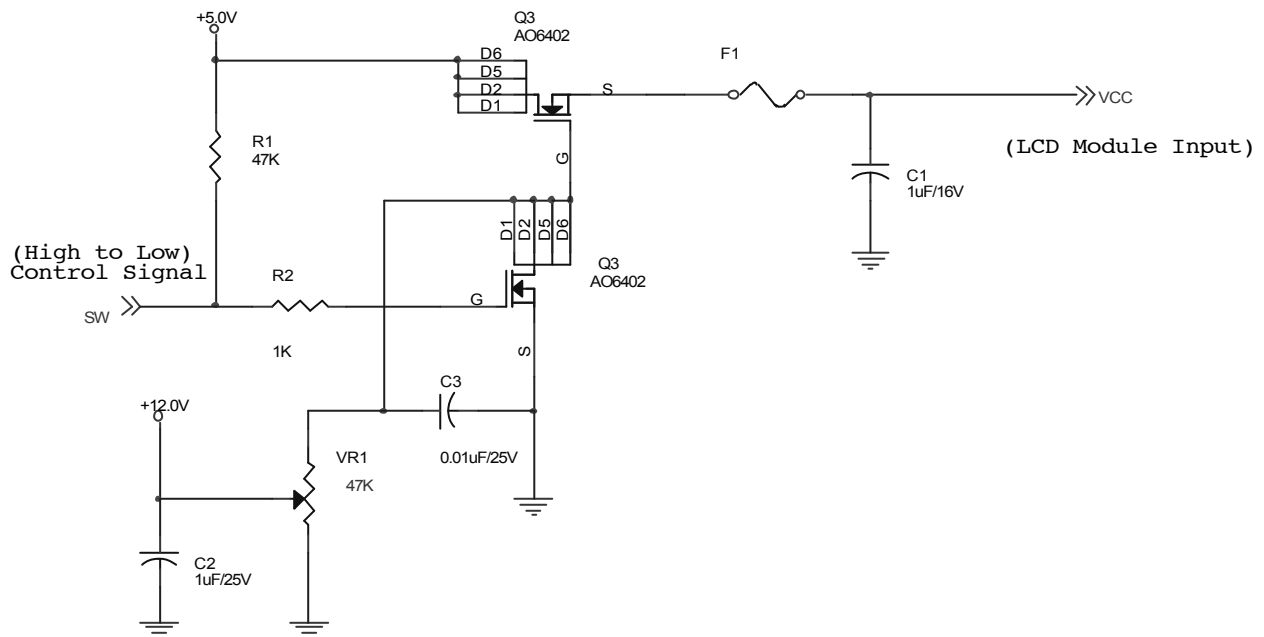 +5.0V
Q3
AO6402
D6
D5
D2
D1
S
F1
VCC
(LCD Module Input)
R1
47K
G
C1
1uF/16V
D1
D2
D5
D6
(High to Low)
Control Signal
R2
Q3
AO6402
SW
G
1K
S
C3
+12.0V
VR1
0.01uF/25V
47K
C2
1uF/25V